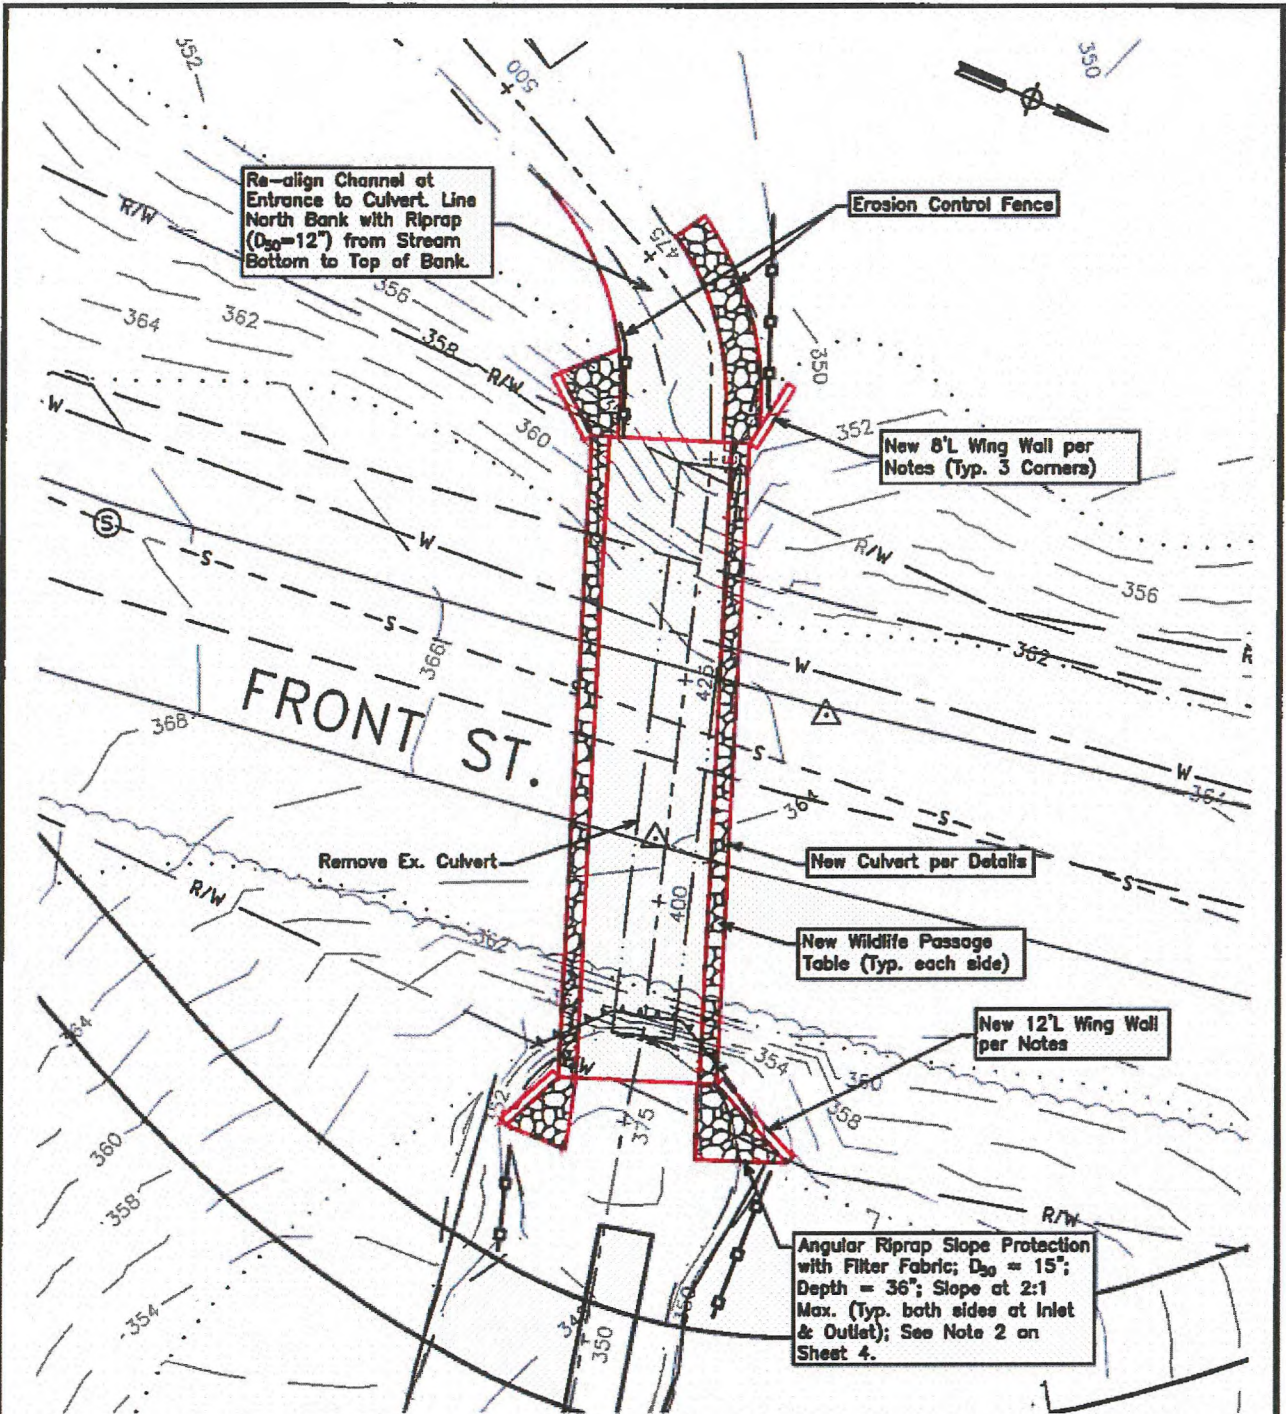 352
500
350
Re-align Channel at
Entrance to Culvert. Line
North Bank with Riprap
(D50=12") from Stream
Bottom to Top of Bank.
R/W
Erosion Control Fence
475
356
364
362
358
R/W
350
360
352
New 8'L Wing Wall per
Notes (Typ. 3 Corners)
W
S
W
S
R/W
356
S
366
362
R
W
425
FRONT ST.
368
S
S
W
364
364
S
Remove Ex. Culvert
New Culvert per Details
S
R/W
400
362
New Wildlife Passage
Table (Typ. each side)
364
New 12'L Wing Wall
per Notes
W
354
350
352
358
375
360
358
R/W
Angular Riprap Slope Protection
with Filter Fabric; D50 = 15";
Depth = 36"; Slope at 2:1
Max. (Typ. both sides at Inlet
& Outlet); See Note 2 on
Sheet 4.
354
350
350